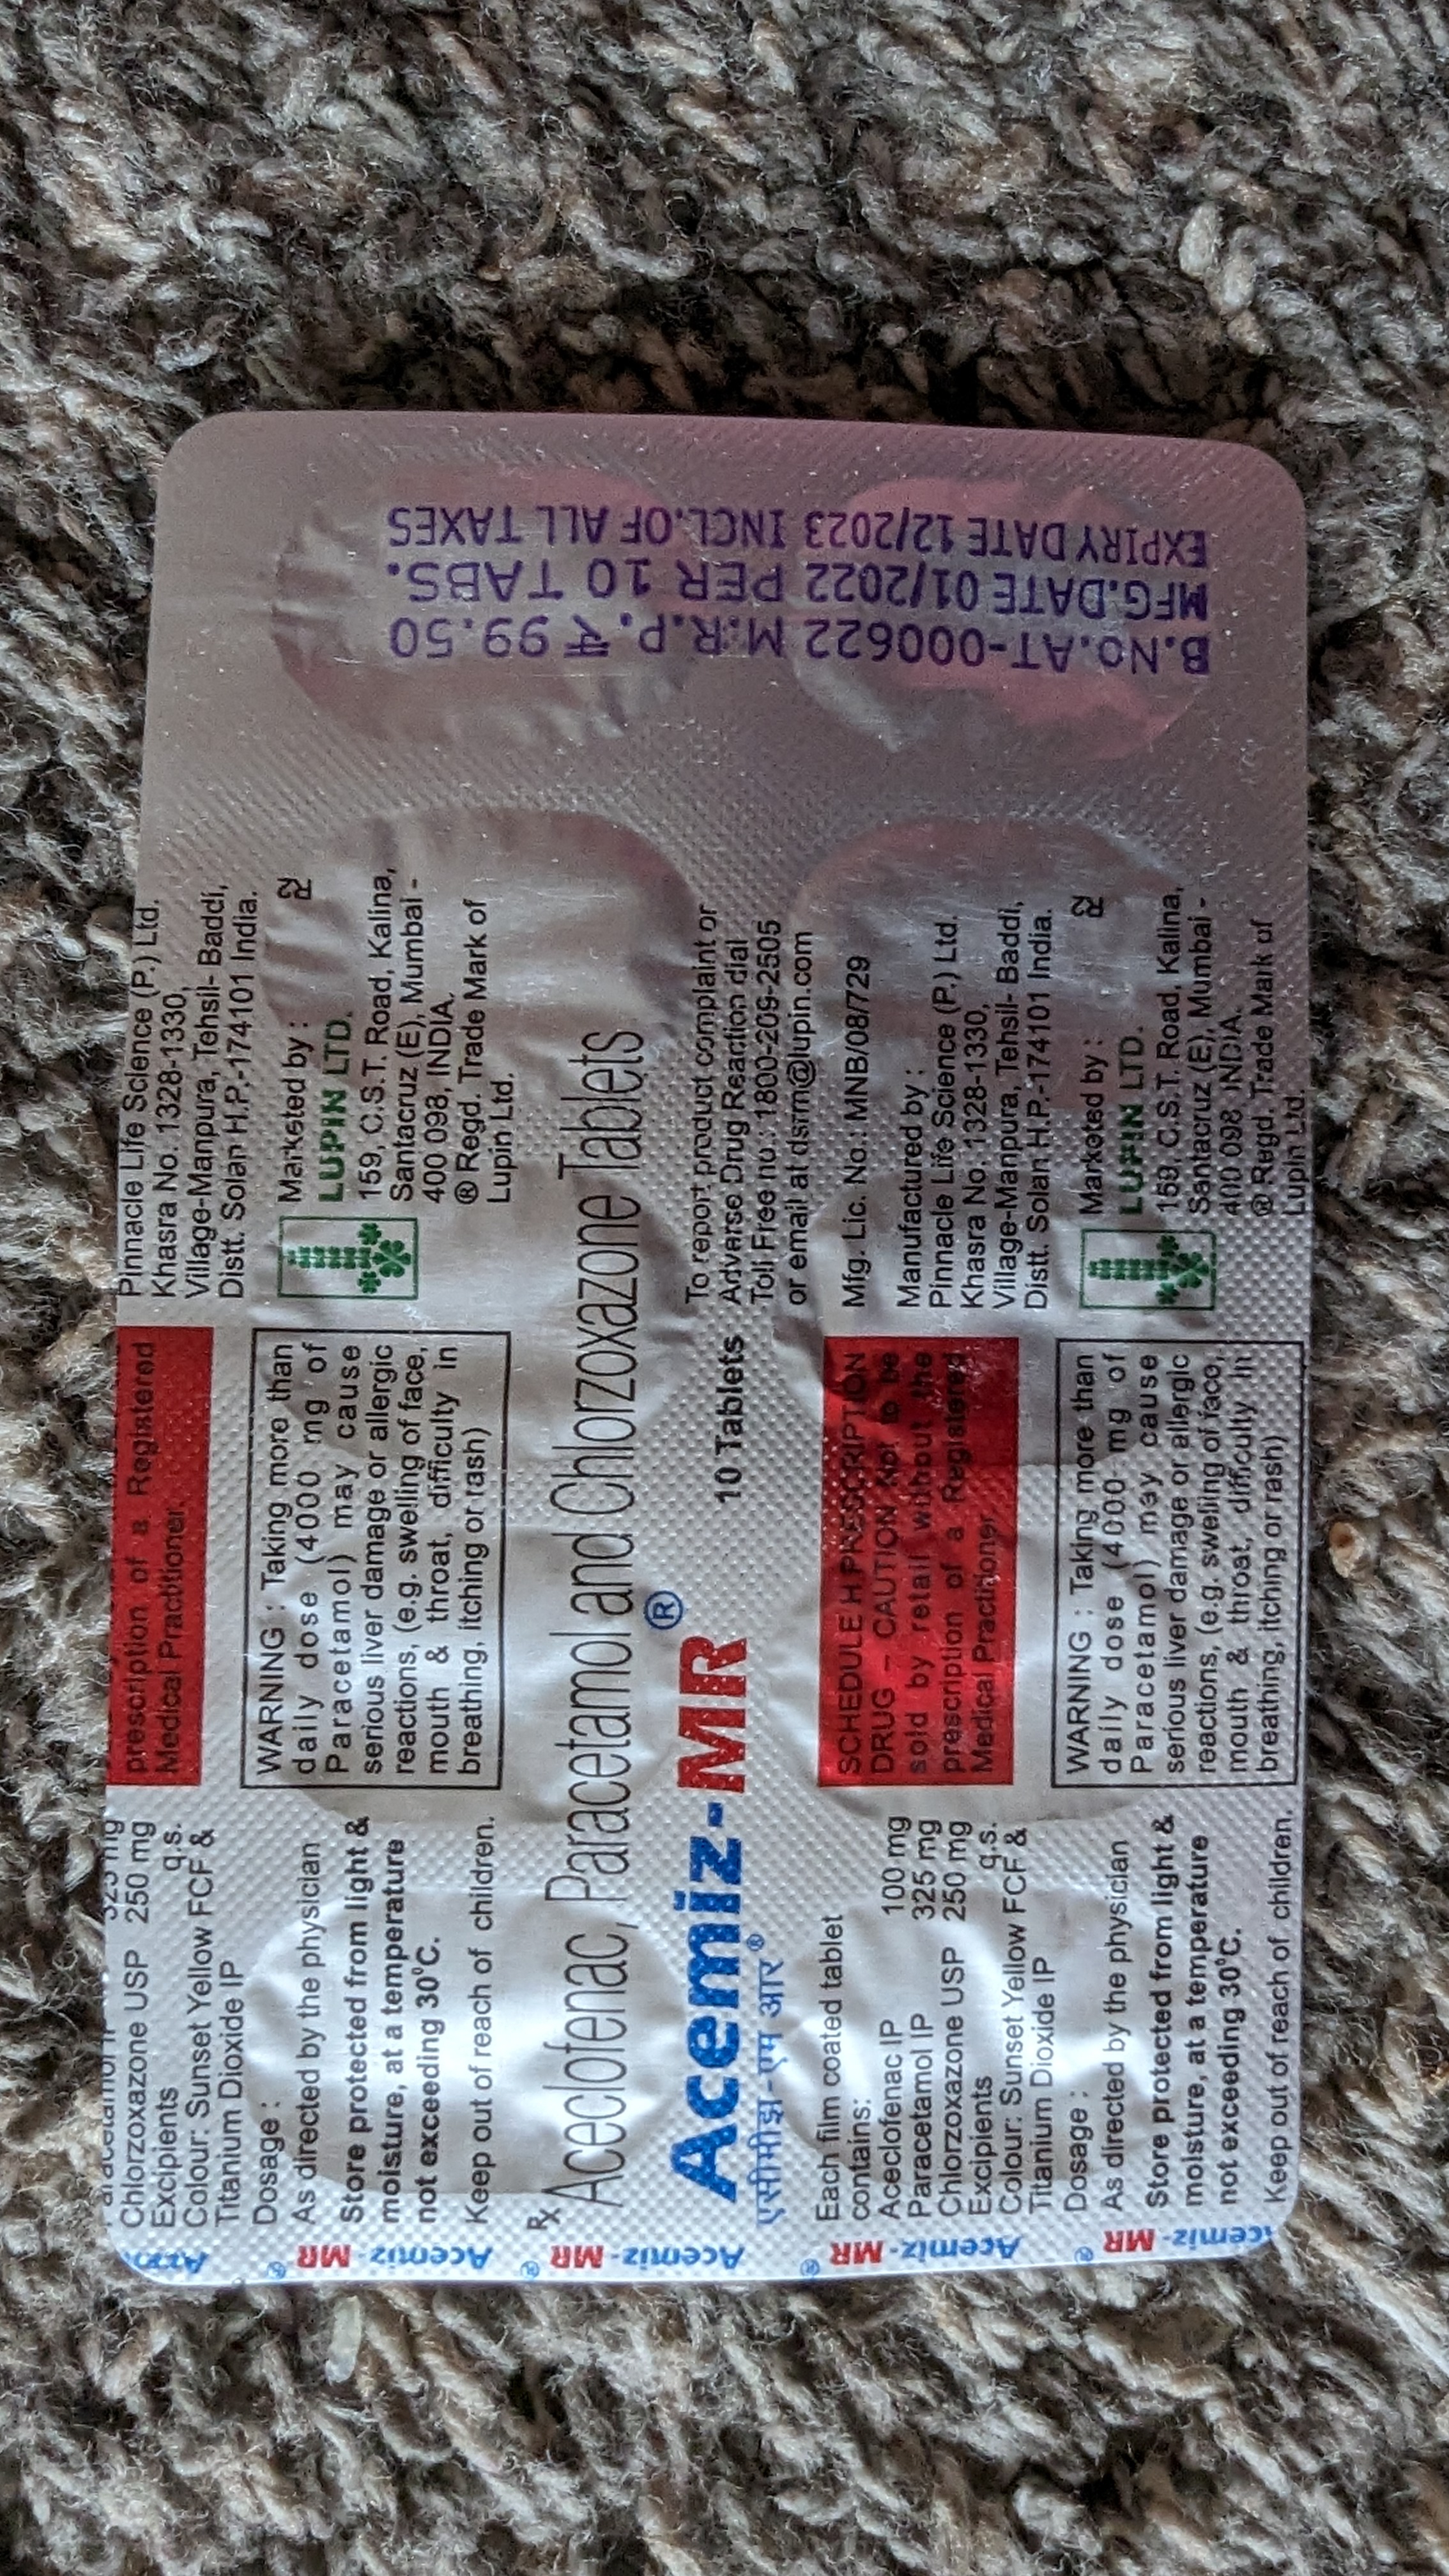 Chlorzoxazone USP 250 mg
Excipients q.s.
Colour: Sunset Yellow FCF &
Titanium Dioxide IP
Dosage :
As directed by the physician
Store protected from light &
moisture, at a temperature
not exceeding 30°C.
Keep out of reach of children.
prescription of a Registered
Medical Practitioner
WARNING : Taking more than
daily dose (4000 mg of
Paracetamol) may cause
serious liver damage or allergic
reactions, (e.g. swelling of face,
mouth & throat, difficulty in
breathing, itching or rash)
Pinnacle Life Science (P.) Ltd.
Khasra No. 1328-1330,
Village-Manpura, Tehsil- Baddi,
Distt. Solan H.P.-174101 India.
Marketed by :
LUPIN LTD.
159, C.S.T. Road, Kalina,
Santacruz (E), Mumbai -
400 098, INDIA.
® Regd. Trade Mark of
Lupin Ltd.
Rx
Aceclofenac, Paracetamol and Chlorzoxazone Tablets
Acemiz-MR®
एसीमीझ-एम आर®
10 Tablets
To report product complaint or
Adverse Drug Reaction dial
Toll Free no.: 1800-209-2505
or email at dsrm@lupin.com
Each film coated tablet
contains:
Aceclofenac IP 100 mg
Paracetamol IP 325 mg
Chlorzoxazone USP 250 mg
Excipients q.s.
Colour: Sunset Yellow FCF &
Titanium Dioxide IP
Dosage :
As directed by the physician
Store protected from light &
moisture, at a temperature
not exceeding 30°C.
Keep out of reach of children.
SCHEDULE H PRESCRIPTION
DRUG - CAUTION Not to be
sold by retail without the
prescription of a Registered
Medical Practitioner
WARNING : Taking more than
daily dose (4000 mg of
Paracetamol) may cause
serious liver damage or allergic
reactions, (e.g. swelling of face,
mouth & throat, difficulty in
breathing, itching or rash)
Mfg. Lic. No.: MNB/08/729
Manufactured by :
Pinnacle Life Science (P.) Ltd.
Khasra No. 1328-1330,
Village-Manpura, Tehsil- Baddi,
Distt. Solan H.P.-174101 India.
Marketed by :
LUPIN LTD.
159, C.S.T. Road, Kalina,
Santacruz (E), Mumbai -
400 098, INDIA.
® Regd. Trade Mark of
Lupin Ltd.
B.No.AT-000622 M.R.P. ₹ 99.50
MFG.DATE 01/2022 PER 10 TABS.
EXPIRY DATE 12/2023 INCL.OF ALL TAXES
Acemiz-MR®
Acemiz-MR®
Acemiz-MR®